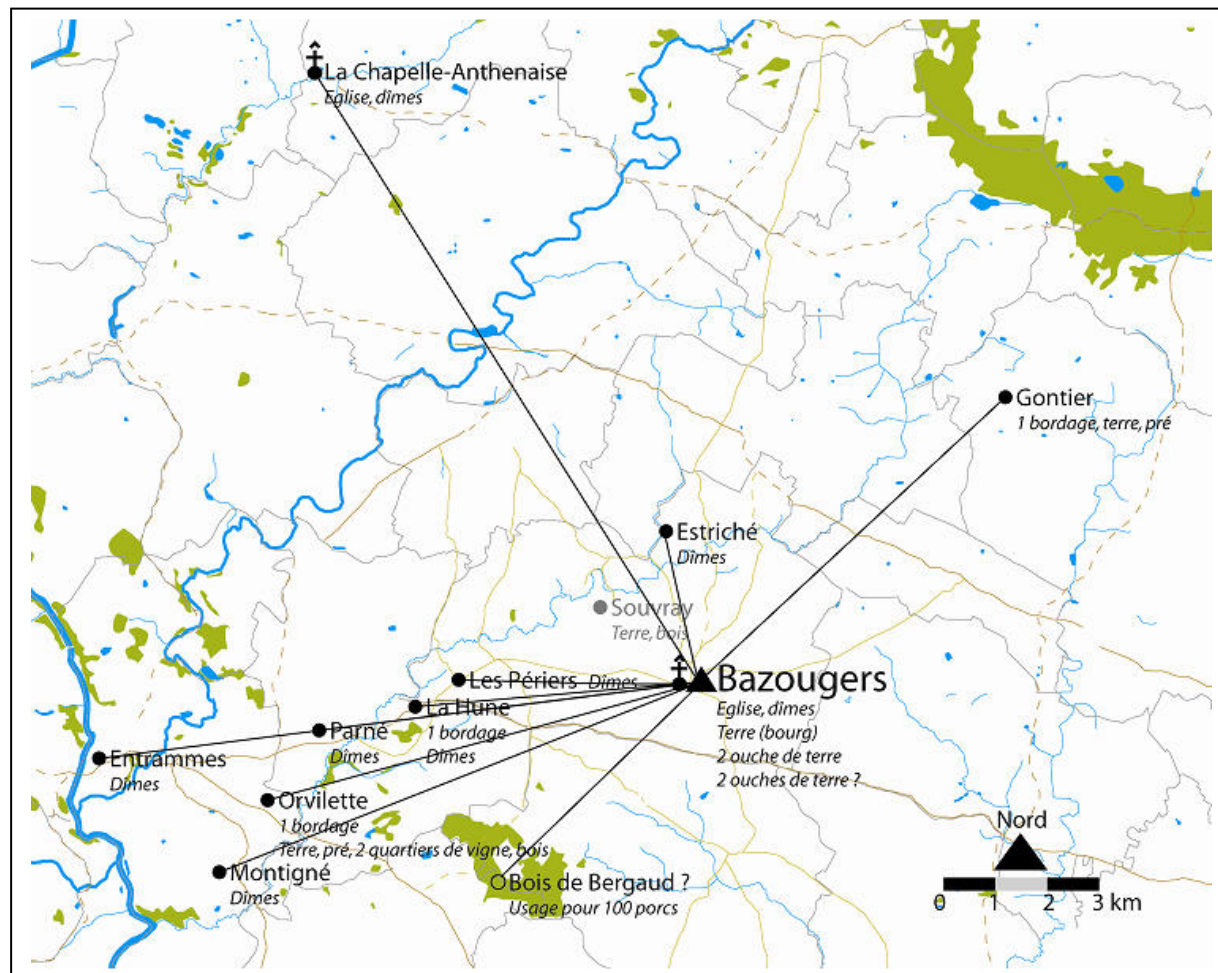 La Chapelle-Anthenaise
Eglise, dîmes
Gontier
1 bordage, terre, pré
Estriché
Dîmes
Souvray
Terre, bois
Bazougers
Eglise, dîmes
Terre (bourg)
2 ouche de terre
2 ouches de terre ?
Les Périers Dîmes
La Hune
1 bordage
Dîmes
Parné
Dîmes
Entrammes
Dîmes
Orvilette
1 bordage
Terre, pré, 2 quartiers de vigne, bois
Montigné
Dîmes
Bois de Bergaud ?
Usage pour 100 porcs
Nord
0 1 2 3 km